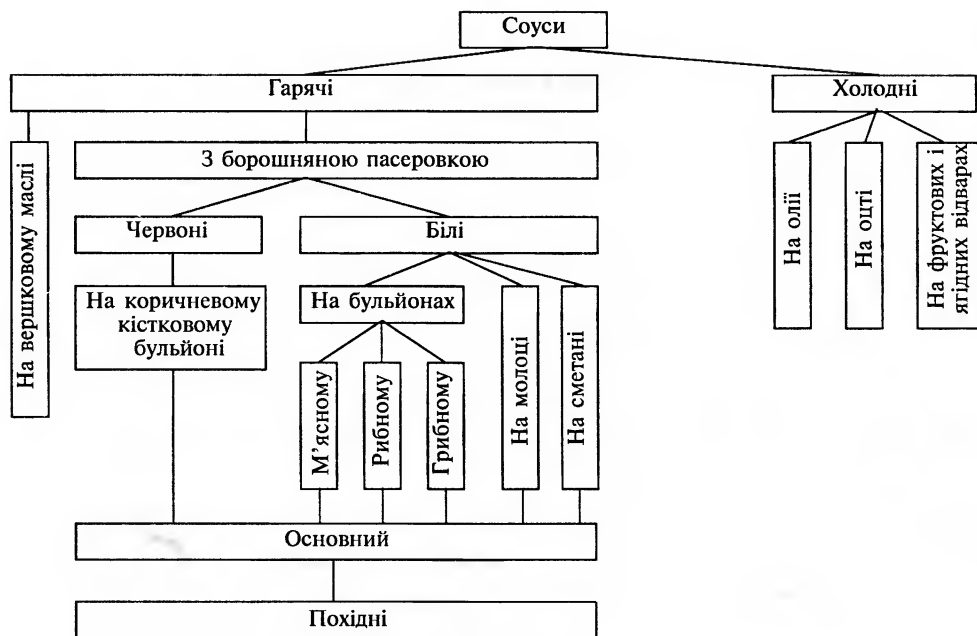 Соуси
Гарячі
Холодні
На вершковому маслі
З борошняною пасеровкою
На олії
На оцті
На фруктових і
ягідних відварах
Червоні
Білі
На коричневому
кістковому
бульйоні
На бульйонах
На молоці
На сметані
М'ясному
Рибному
Грибному
Основний
Похідні